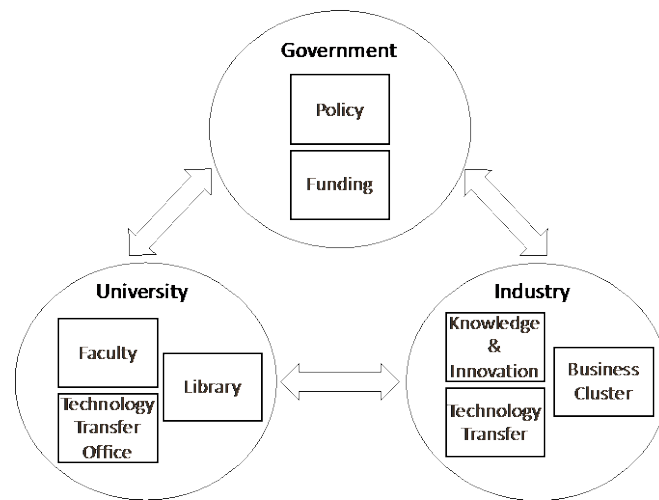 Government
Policy
Funding
University
Faculty
Library
Technology
Transfer
Office
Industry
Knowledge
&
Innovation
Business
Cluster
Technology
Transfer